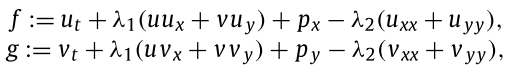 f := u_t + λ_1(uu_x + vu_y) + p_x − λ_2(u_xx + u_yy),
g := v_t + λ_1(uv_x + vv_y) + p_y − λ_2(v_xx + v_yy),